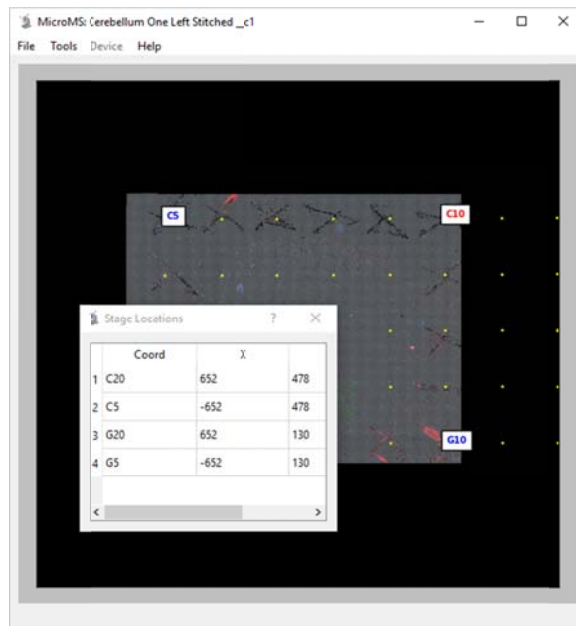 MicroMS: Cerebellum One Left Stitched _c1
File Tools Device Help
C5
C10
Stage Locations
Coord X
1 C20 652 478
2 C5 -652 478
3 G20 652 130
4 G5 -652 130
G10